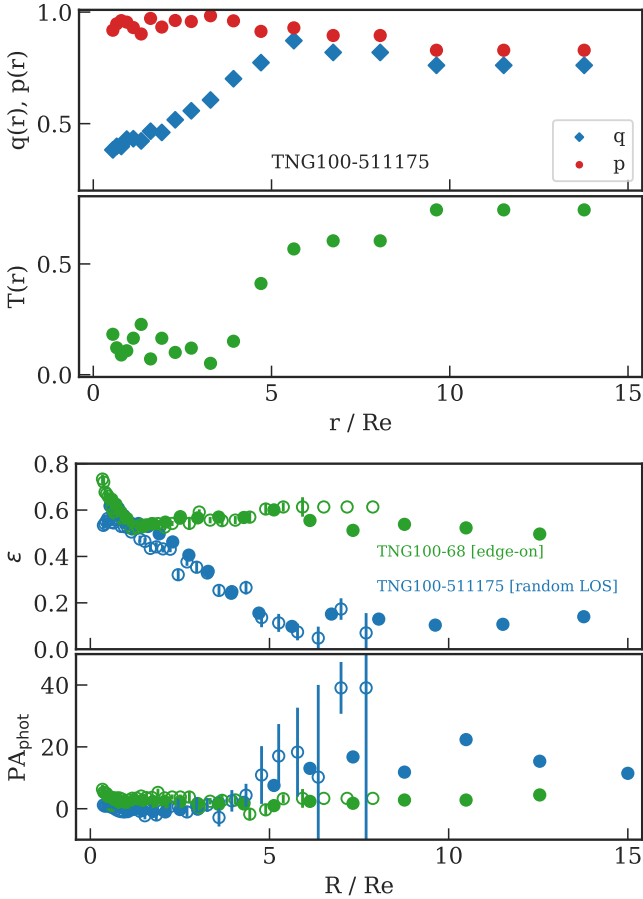 1.0
0.5
q(r), p(r)
TNG100-511175
q
p
0.5
0.0
T(r)
0
5
10
15
r / Re
0.8
0.6
0.4
0.2
0.0
ε
TNG100-68 [edge-on]
TNG100-511175 [random LOS]
40
20
0
PAphot
0
5
10
15
R / Re